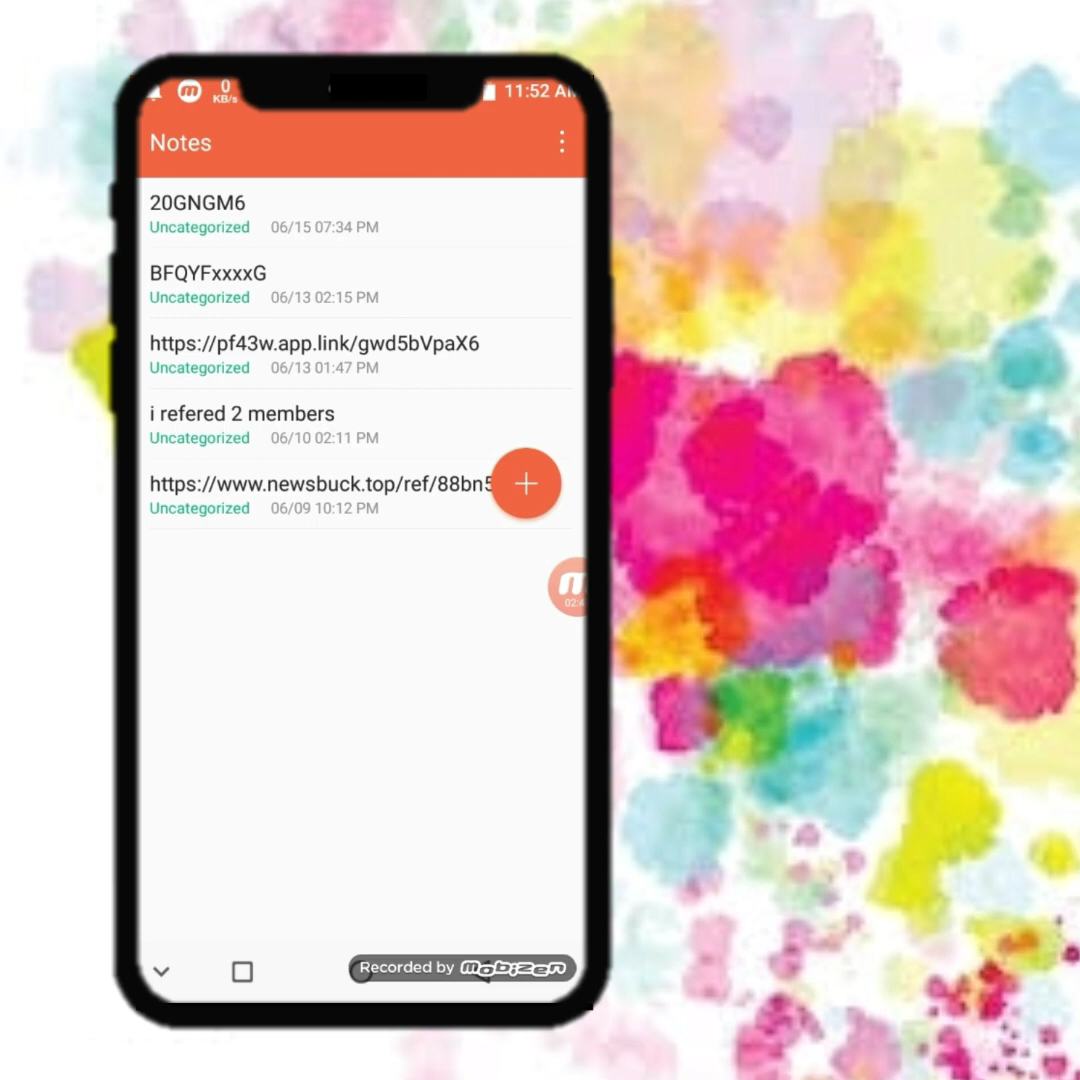 0
KB/s
11:52
Notes
20GNGM6
Uncategorized 06/15 07:34 PM
BFQYFxxxxG
Uncategorized 06/13 02:15 PM
https://pf43w.app.link/gwd5bVpaX6
Uncategorized 06/13 01:47 PM
i refered 2 members
Uncategorized 06/10 02:11 PM
https://www.newsbuck.top/ref/88bn5
Uncategorized 06/09 10:12 PM
Recorded by mobizen